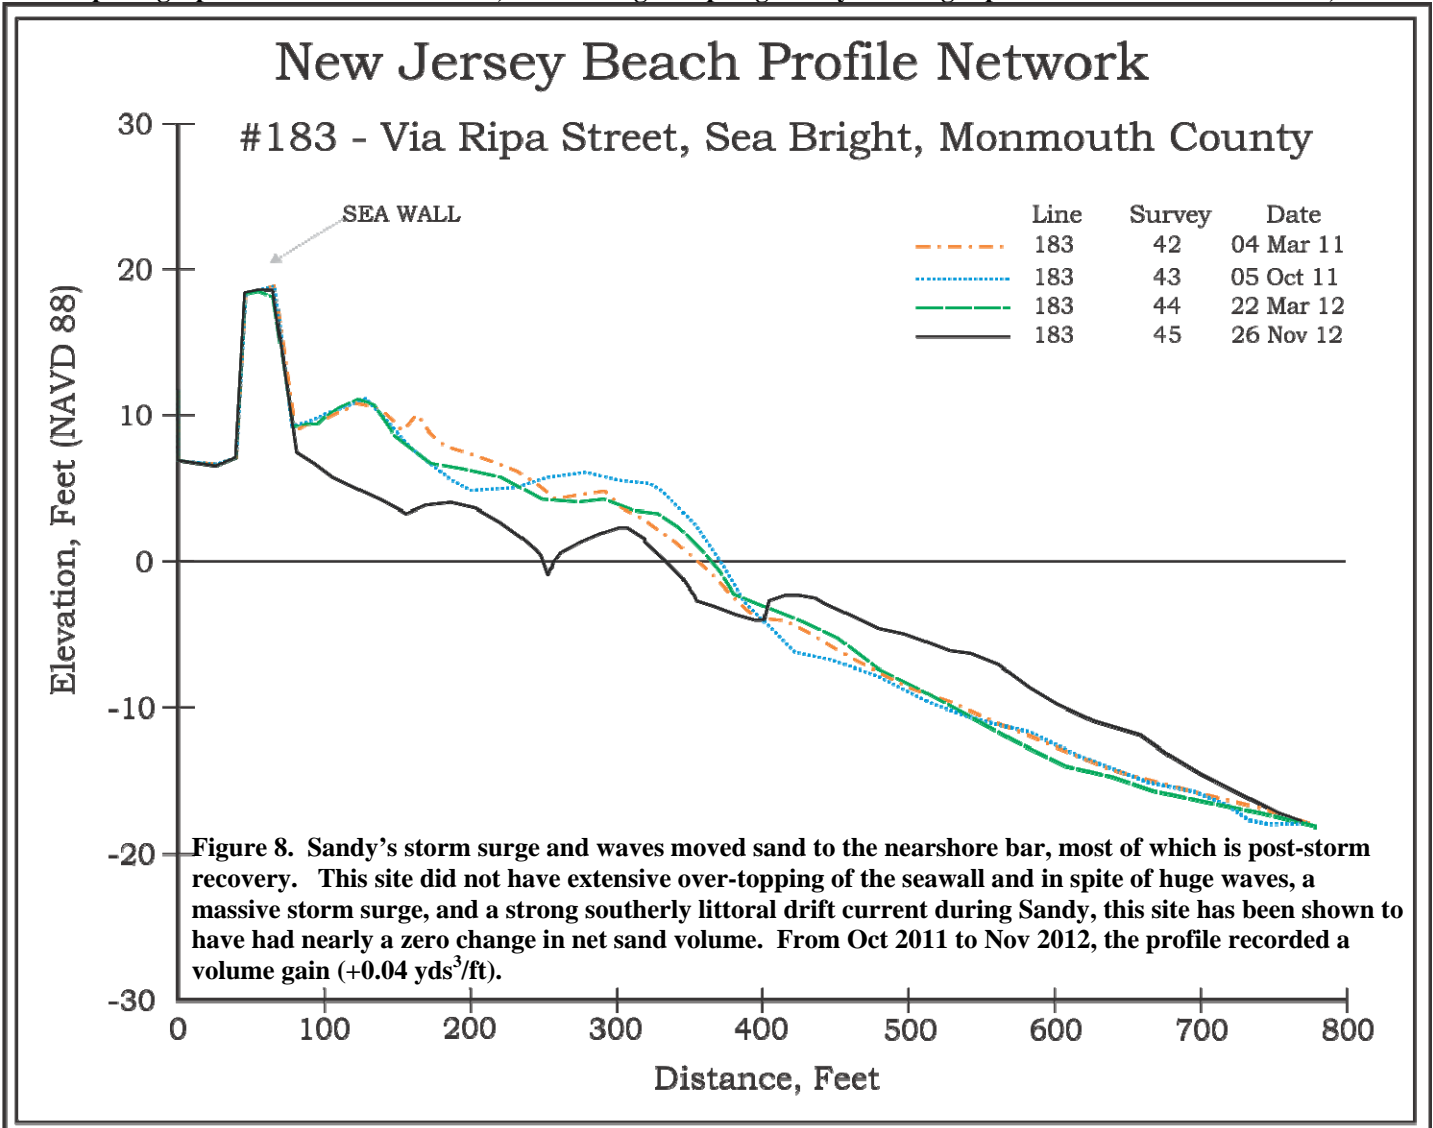 New Jersey Beach Profile Network
#183 - Via Ripa Street, Sea Bright, Monmouth County
SEA WALL
Line Survey Date
183 42 04 Mar 11
183 43 05 Oct 11
183 44 22 Mar 12
183 45 26 Nov 12
Elevation, Feet (NAVD 88)
30
20
10
0
-10
-20
-30
Figure 8. Sandy's storm surge and waves moved sand to the nearshore bar, most of which is post-storm
recovery. This site did not have extensive over-topping of the seawall and in spite of huge waves, a
massive storm surge, and a strong southerly littoral drift current during Sandy, this site has been shown to
have had nearly a zero change in net sand volume. From Oct 2011 to Nov 2012, the profile recorded a
volume gain (+0.04 yds³/ft).
0 100 200 300 400 500 600 700 800
Distance, Feet